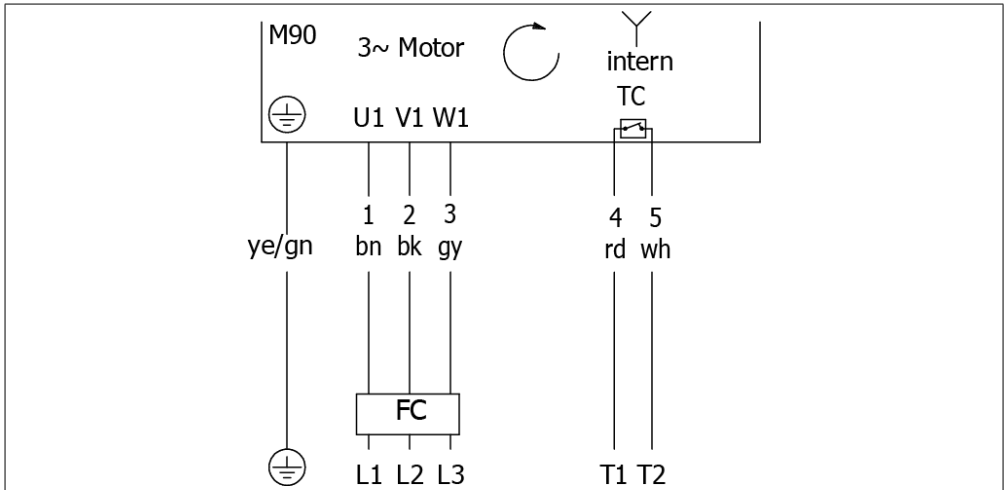 M90
3~ Motor
intern
TC
U1 V1 W1
1 2 3
4 5
ye/gn
bn bk gy
rd wh
FC
L1 L2 L3
T1 T2